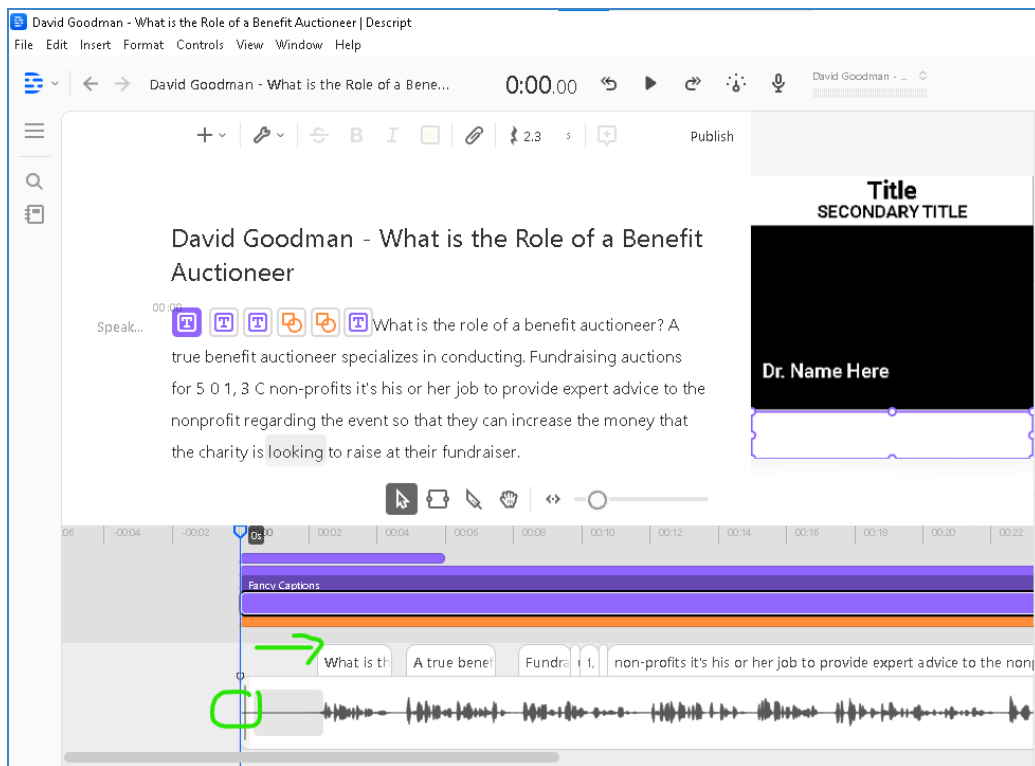 David Goodman - What is the Role of a Benefit Auctioneer | Descript
File Edit Insert Format Controls View Window Help
David Goodman - What is the Role of a Bene... 0:00.00 David Goodman - ...
B I 2.3 s Publish
Title
SECONDARY TITLE
David Goodman - What is the Role of a Benefit
Auctioneer
00:00
Speak... T T T T What is the role of a benefit auctioneer? A
true benefit auctioneer specializes in conducting. Fundraising auctions
for 5 0 1, 3 C non-profits it's his or her job to provide expert advice to the
nonprofit regarding the event so that they can increase the money that
the charity is looking to raise at their fundraiser.
Dr. Name Here
-00:04 -00:02 0s 00:02 00:04 00:06 00:08 00:10 00:12 00:14 00:16 00:18 00:20 00:22
Fancy Captions
What is th A true benef Fundra 1, non-profits it's his or her job to provide expert advice to the non